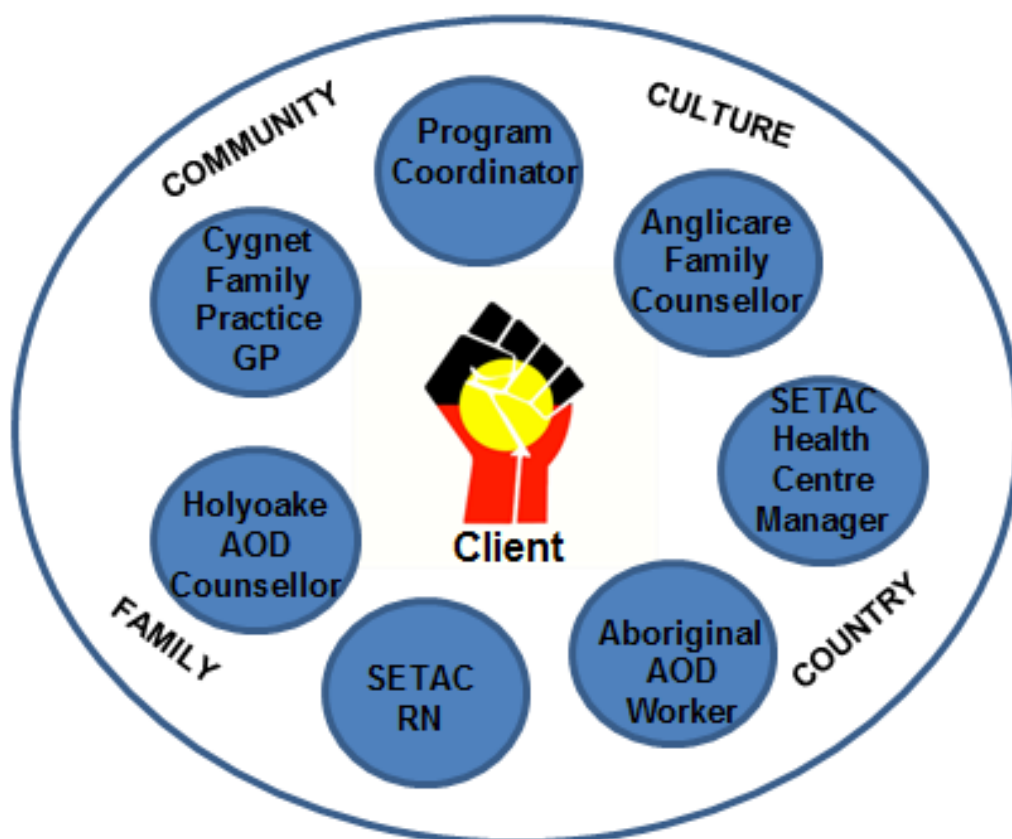 COMMUNITY
CULTURE
Program
Coordinator
Anglicare
Family
Counsellor
Cygnet
Family
Practice
GP
SETAC
Health
Centre
Manager
Client
Holyoake
AOD
Counsellor
FAMILY
SETAC
RN
Aboriginal
AOD
Worker
COUNTRY